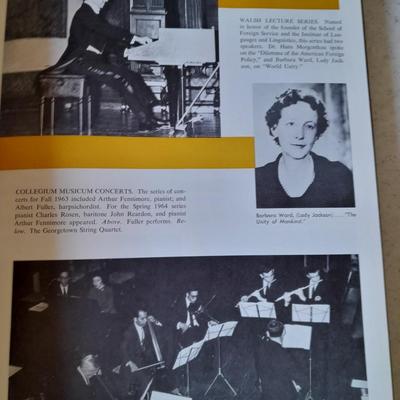 WALSH LECTURE SERIES. Named
in honor of the founder of the School of
Foreign Service and the Institute of Lan-
guages and Linguistics, this series had two
speakers. Dr. Hans Morgenthau spoke
on the "Dilemma of the American Foreign
Policy," and Barbara Ward, Lady Jack-
son, on "World Unity."
Barbara Ward, (Lady Jackson) . . . "The
Unity of Mankind."
COLLEGIUM MUSICUM CONCERTS. The series of con-
certs for Fall 1963 included Arthur Fennimore, pianist; and
Albert Fuller, harpsichordist. For the Spring 1964 series
pianist Charles Rosen, baritone John Reardon, and pianist
Arthur Fennimore appeared. Above. Fuller performs. Be-
low. The Georgetown String Quartet.